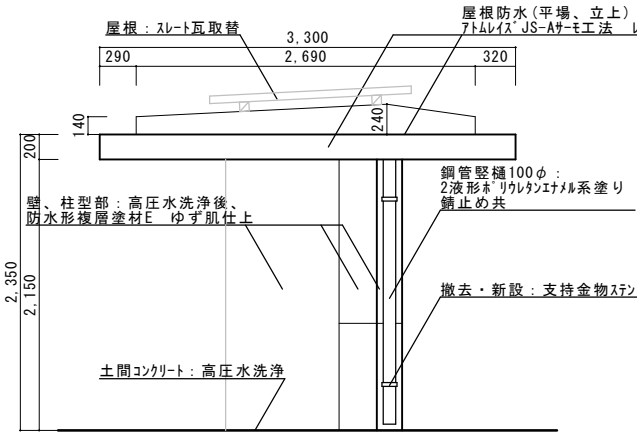 屋根：スレート瓦取替
屋根防水(平場、立上)
アトムレイズJS-Aサーモ工法
3,300
290
2,690
320
140
240
200
2,350
2,150
鋼管竪樋100φ：
2液形ポリウレタンエナメル系塗り
錆止め共
壁、柱型部：高圧水洗浄後、
防水形複層塗材E ゆず肌仕上
撤去・新設：支持金物ステン
土間コンクリート：高圧水洗浄